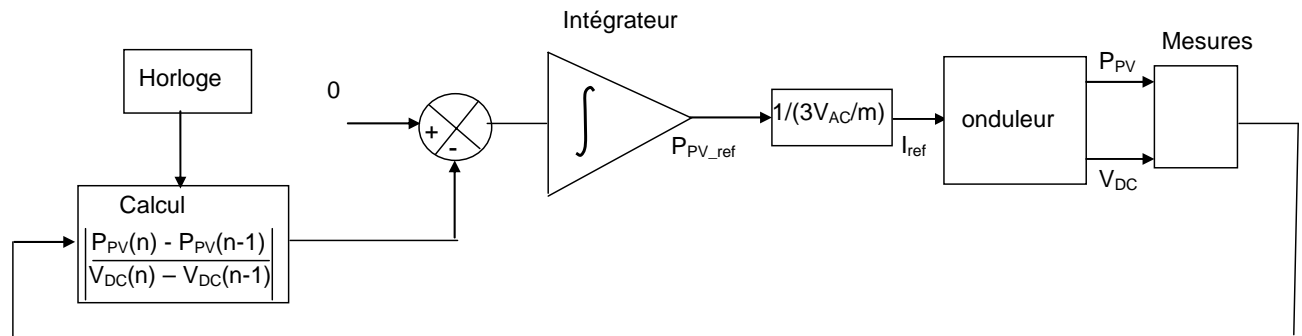 Intégrateur
Mesures
Horloge
0
+
-
∫
P_PV_ref
1/(3V_AC/m)
I_ref
onduleur
P_PV
V_DC
Calcul
|P_PV(n) - P_PV(n-1)|
|V_DC(n) – V_DC(n-1)|